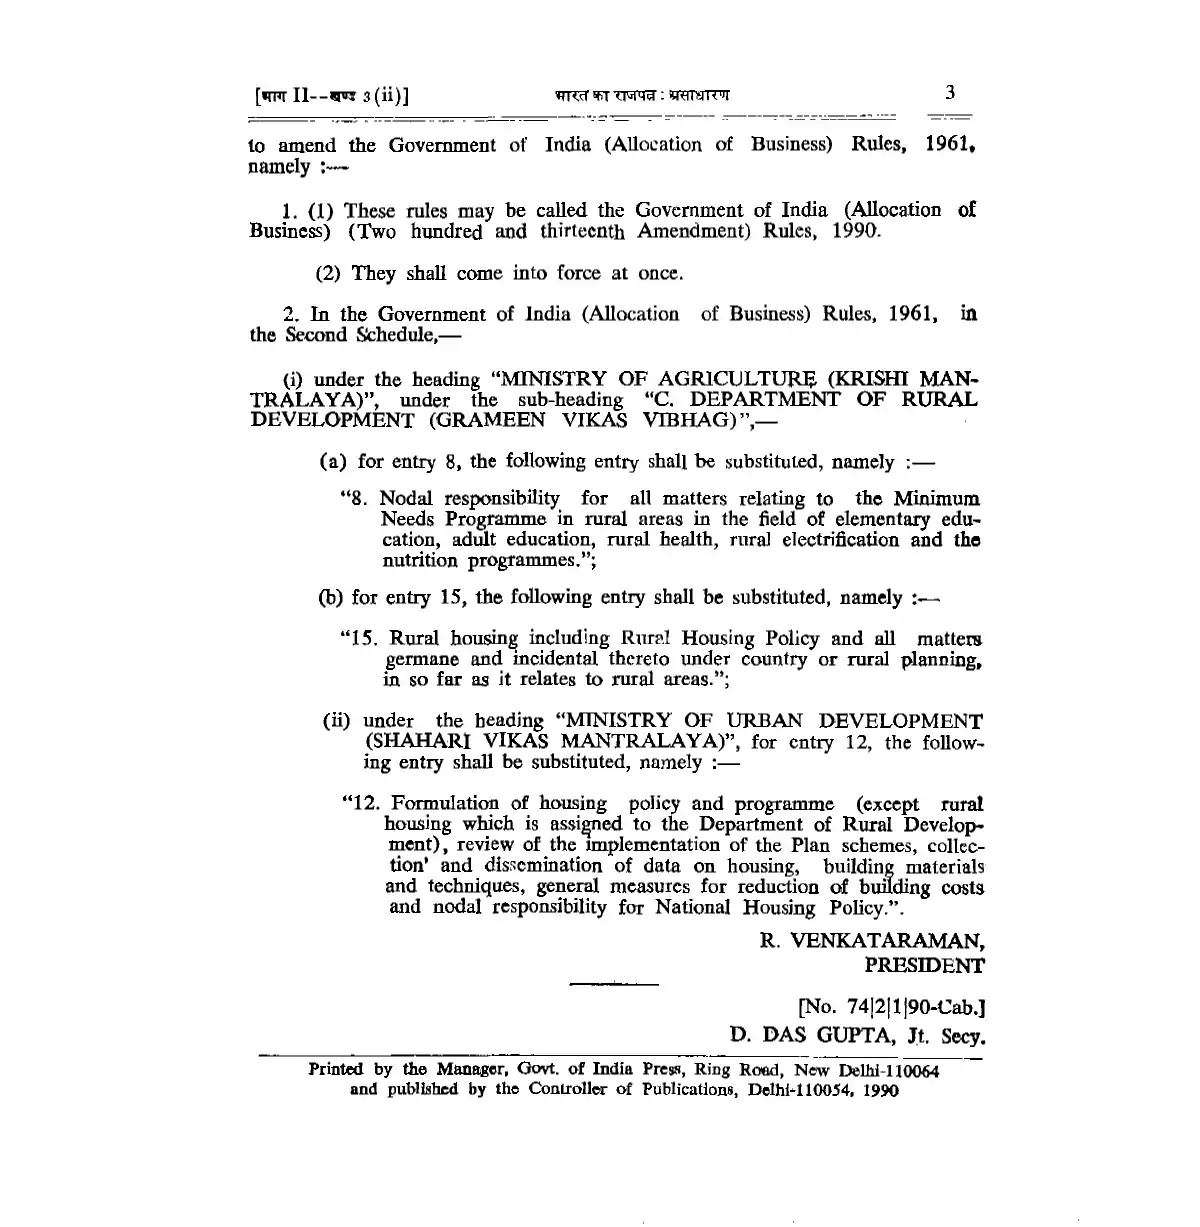 [भाग II--खण्ड 3(ii)] भारत का राजपत्र : असाधारण 3
to amend the Government of India (Allocation of Business) Rules, 1961,
namely :—
1. (1) These rules may be called the Government of India (Allocation of
Business) (Two hundred and thirteenth Amendment) Rules, 1990.
(2) They shall come into force at once.
2. In the Government of India (Allocation of Business) Rules, 1961, in
the Second Schedule,—
(i) under the heading “MINISTRY OF AGRICULTURE (KRISHI MAN-
TRALAYA)”, under the sub-heading “C. DEPARTMENT OF RURAL
DEVELOPMENT (GRAMEEN VIKAS VIBHAG)”,—
(a) for entry 8, the following entry shall be substituted, namely :—
“8. Nodal responsibility for all matters relating to the Minimum
Needs Programme in rural areas in the field of elementary edu-
cation, adult education, rural health, rural electrification and the
nutrition programmes.”;
(b) for entry 15, the following entry shall be substituted, namely :—
“15. Rural housing including Rural Housing Policy and all matters
germane and incidental thereto under country or rural planning,
in so far as it relates to rural areas.”;
(ii) under the heading “MINISTRY OF URBAN DEVELOPMENT
(SHAHARI VIKAS MANTRALAYA)”, for entry 12, the follow-
ing entry shall be substituted, namely :—
“12. Formulation of housing policy and programme (except rural
housing which is assigned to the Department of Rural Develop-
ment), review of the implementation of the Plan schemes, collec-
tion' and dissemination of data on housing, building materials
and techniques, general measures for reduction of building costs
and nodal responsibility for National Housing Policy.”.
R. VENKATARAMAN,
PRESIDENT
[No. 74|2|1|90-Cab.]
D. DAS GUPTA, Jt. Secy.
Printed by the Manager, Govt. of India Press, Ring Road, New Delhi-110064
and published by the Controller of Publications, Delhi-110054, 1990